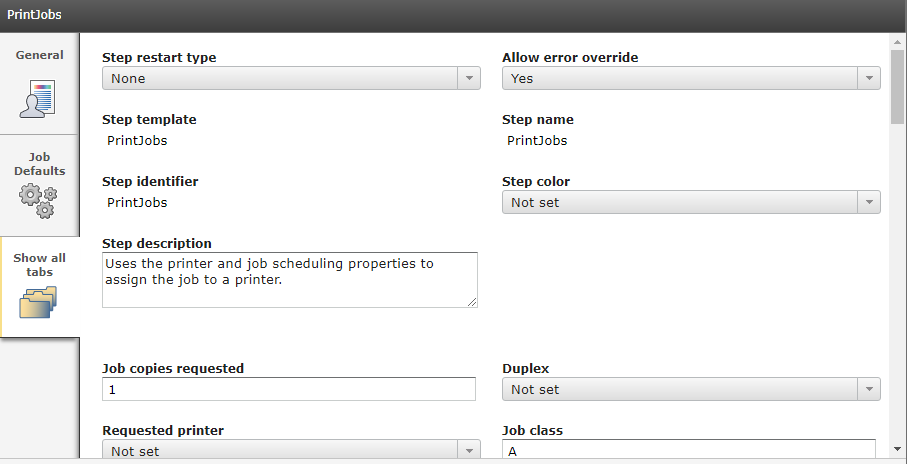 PrintJobs
General
Job
Defaults
Show all
tabs
Step restart type
None
Allow error override
Yes
Step template
PrintJobs
Step name
PrintJobs
Step identifier
PrintJobs
Step color
Not set
Step description
Uses the printer and job scheduling properties to
assign the job to a printer.
Job copies requested
1
Duplex
Not set
Requested printer
Not set
Job class
A